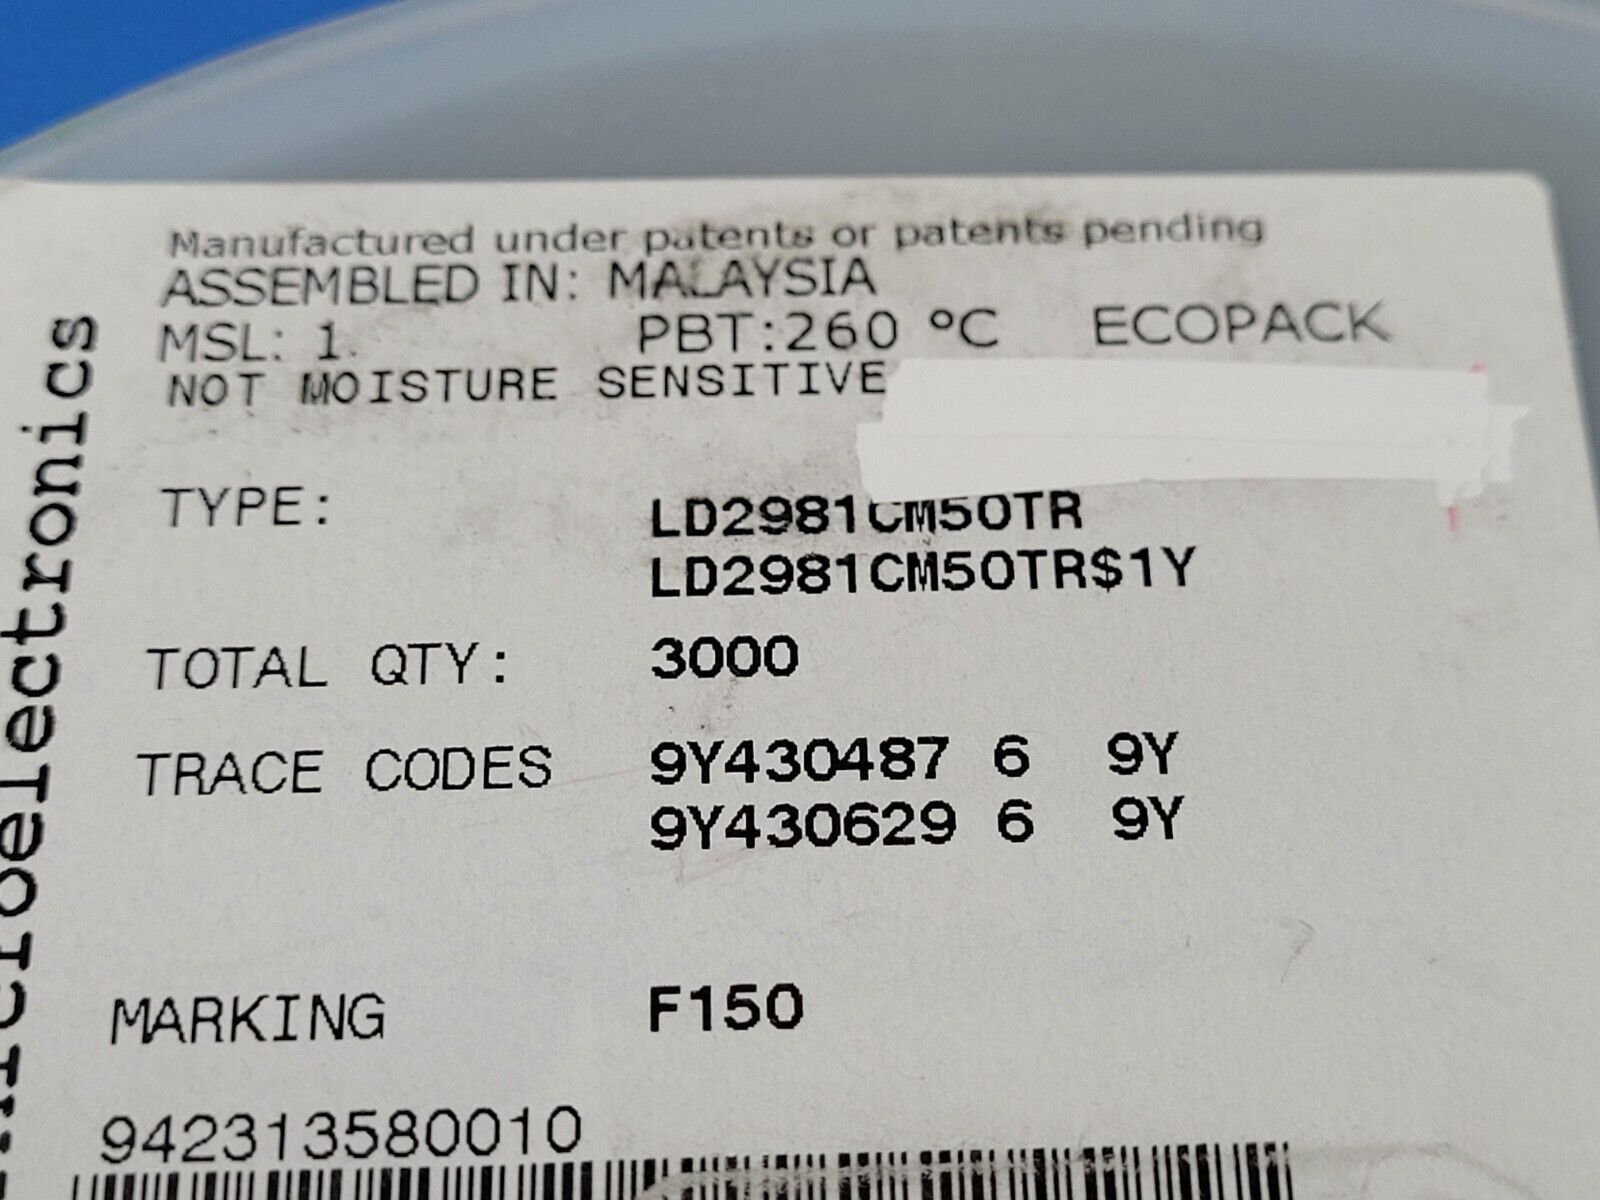 Manufactured under patents or patents pending
ASSEMBLED IN: MALAYSIA
MSL: 1. PBT:260 °C ECOPACK
NOT MOISTURE SENSITIVE
TYPE: LD2981CM50TR
LD2981CM50TR$1Y
TOTAL QTY: 3000
TRACE CODES 9Y430487 6 9Y
9Y430629 6 9Y
MARKING F150
942313580010
microelectronics